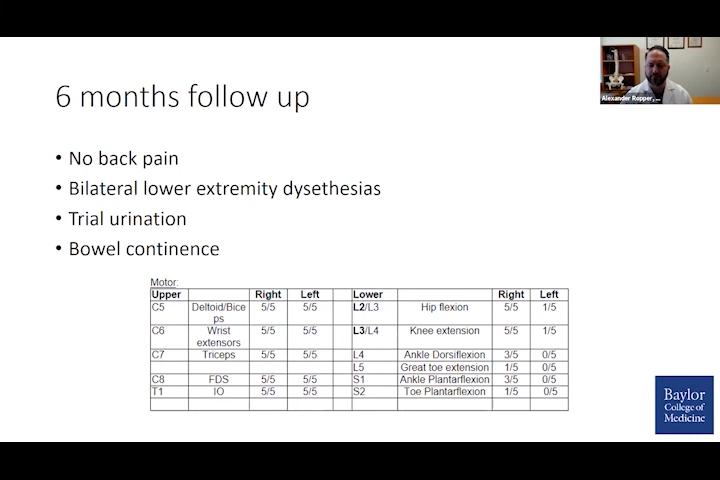 Alexander Ropper, ...
6 months follow up
• No back pain
• Bilateral lower extremity dysethesias
• Trial urination
• Bowel continence
Motor:
Upper Right Left Lower Right Left
C5 Deltoid/Bice 5/5 5/5 L2/L3 Hip flexion 5/5 1/5
ps
C6 Wrist 5/5 5/5 L3/L4 Knee extension 5/5 1/5
extensors
C7 Triceps 5/5 5/5 L4 Ankle Dorsiflexion 3/5 0/5
L5 Great toe extension 1/5 0/5
C8 FDS 5/5 5/5 S1 Ankle Plantarflexion 3/5 0/5
T1 IO 5/5 5/5 S2 Toe Plantarflexion 1/5 0/5
Baylor
College of
Medicine